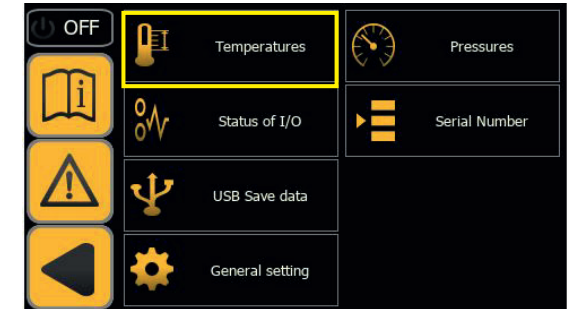 OFF
Temperatures
Pressures
Status of I/O
Serial Number
USB Save data
General setting